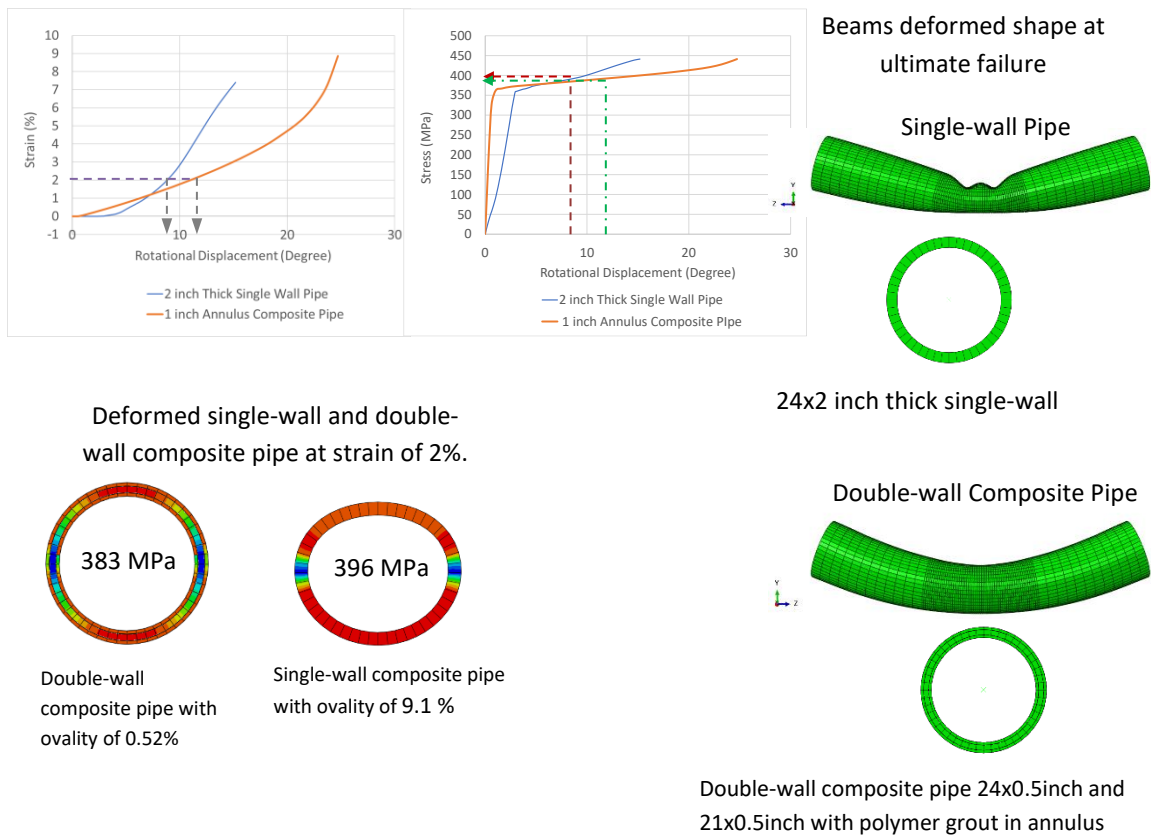 10
9
8
7
6
5
4
3
2
1
0
-1
Strain (%)
0
10
20
30
Rotational Displacement (Degree)
2 inch Thick Single Wall Pipe
1 inch Annulus Composite Pipe
500
450
400
350
300
250
200
150
100
50
0
Stress (MPa)
0
10
20
30
Rotational Displacement (Degree)
2 inch Thick Single Wall Pipe
1 inch Annulus Composite PIpe
Beams deformed shape at
ultimate failure
Single-wall Pipe
Y
Z
24x2 inch thick single-wall
Deformed single-wall and double-
wall composite pipe at strain of 2%.
383 MPa
396 MPa
Double-wall
composite pipe with
ovality of 0.52%
Single-wall composite pipe
with ovality of 9.1 %
Double-wall Composite Pipe
Y
Z
Double-wall composite pipe 24x0.5inch and
21x0.5inch with polymer grout in annulus